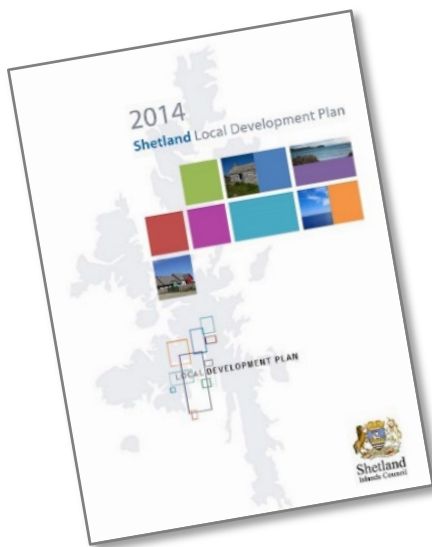 2014
Shetland Local Development Plan
LOCAL DEVELOPMENT PLAN
Shetland
Islands Council